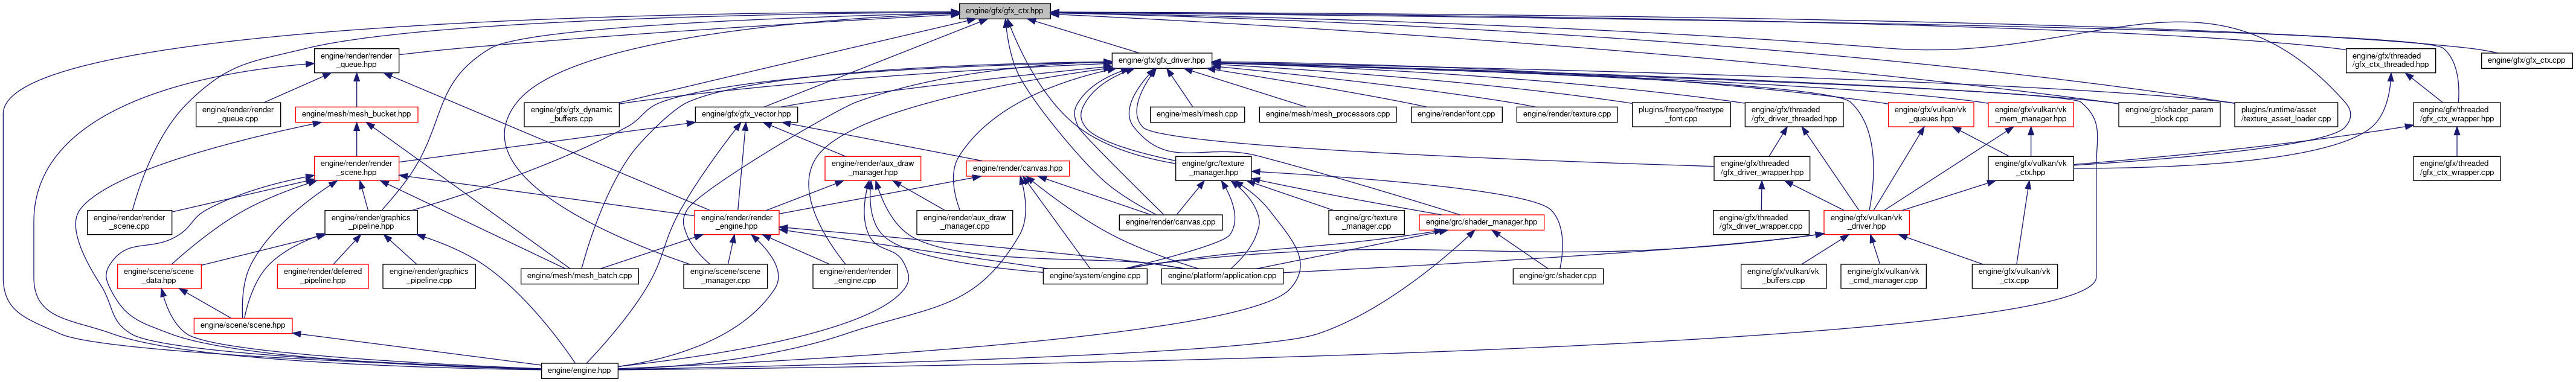 engine/gfx/gfx_ctx.hpp
engine/render/render
_queue.hpp
engine/gfx/gfx_driver.hpp
engine/gfx/threaded
/gfx_ctx_threaded.hpp
engine/gfx/gfx_ctx.cpp
engine/render/render
_queue.cpp
engine/mesh/mesh_bucket.hpp
engine/gfx/gfx_dynamic
_buffers.cpp
engine/gfx/gfx_vector.hpp
engine/mesh/mesh.cpp
engine/mesh/mesh_processors.cpp
engine/render/font.cpp
engine/render/texture.cpp
plugins/freetype/freetype
_font.cpp
engine/gfx/threaded
/gfx_driver_threaded.hpp
engine/gfx/vulkan/vk
_queues.hpp
engine/gfx/vulkan/vk
_mem_manager.hpp
engine/grc/shader_param
_block.cpp
plugins/runtime/asset
/texture_asset_loader.cpp
engine/gfx/threaded
/gfx_ctx_wrapper.hpp
engine/render/render
_scene.hpp
engine/render/aux_draw
_manager.hpp
engine/render/canvas.hpp
engine/grc/texture
_manager.hpp
engine/gfx/threaded
/gfx_driver_wrapper.hpp
engine/gfx/vulkan/vk
_ctx.hpp
engine/gfx/threaded
/gfx_ctx_wrapper.cpp
engine/render/render
_scene.cpp
engine/render/graphics
_pipeline.hpp
engine/render/render
_engine.hpp
engine/render/aux_draw
_manager.cpp
engine/render/canvas.cpp
engine/grc/texture
_manager.cpp
engine/grc/shader_manager.hpp
engine/gfx/threaded
/gfx_driver_wrapper.cpp
engine/gfx/vulkan/vk
_driver.hpp
engine/scene/scene
_data.hpp
engine/render/deferred
_pipeline.hpp
engine/render/graphics
_pipeline.cpp
engine/mesh/mesh_batch.cpp
engine/scene/scene
_manager.cpp
engine/render/render
_engine.cpp
engine/system/engine.cpp
engine/platform/application.cpp
engine/grc/shader.cpp
engine/gfx/vulkan/vk
_buffers.cpp
engine/gfx/vulkan/vk
_cmd_manager.cpp
engine/gfx/vulkan/vk
_ctx.cpp
engine/scene/scene.hpp
engine/engine.hpp